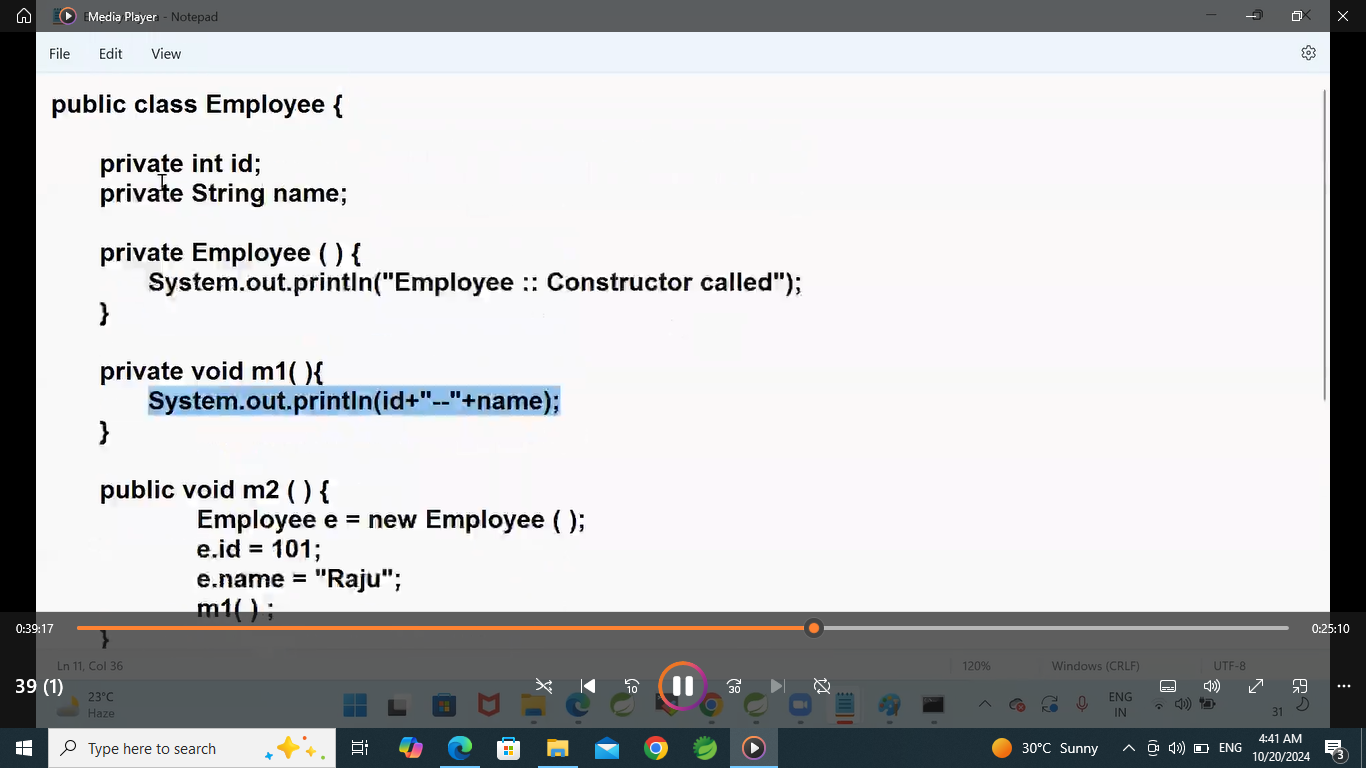 Media Player
- Notepad
File Edit View
public class Employee {
private int id;
private String name;
private Employee ( ) {
System.out.println("Employee :: Constructor called");
}
private void m1( ){
System.out.println(id+"--"+name);
}
public void m2 ( ) {
Employee e = new Employee ( );
e.id = 101;
e.name = "Raju";
m1( ) ;
}
0:39:17
0:25:10
Ln 11, Col 36
120%
Windows (CRLF)
UTF-8
39 (1)
10
30
23°C
Haze
ENG
IN
31
Type here to search
30°C Sunny
ENG
4:41 AM
10/20/2024
3